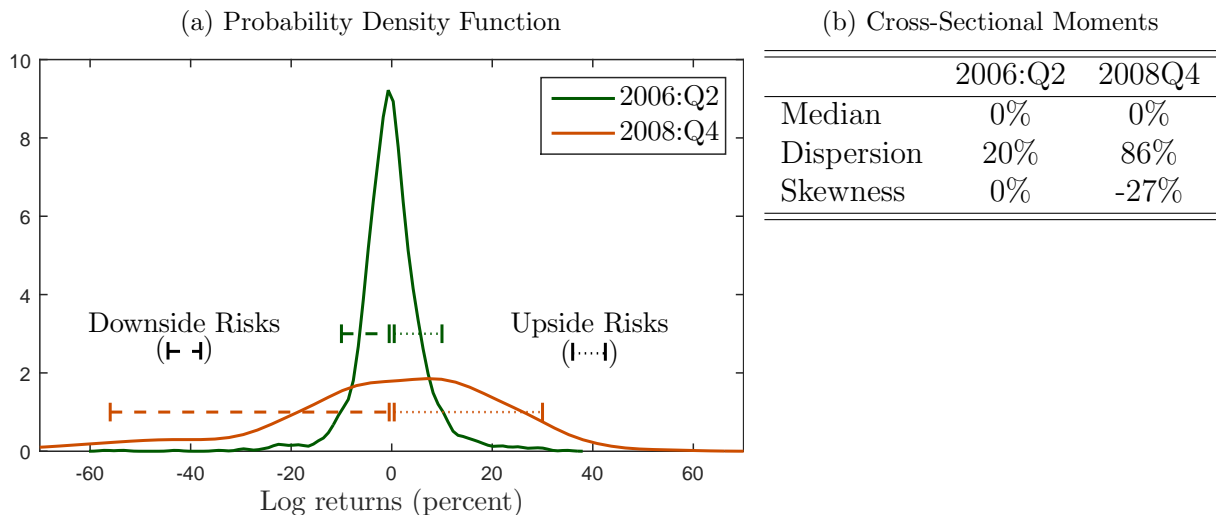 (a) Probability Density Function
10
8
6
4
2
0
-60 -40 -20 0 20 40 60
Log returns (percent)
2006:Q2
2008:Q4
Downside Risks
( )
Upside Risks
( )
(b) Cross-Sectional Moments
2006:Q2 2008Q4
Median 0% 0%
Dispersion 20% 86%
Skewness 0% -27%